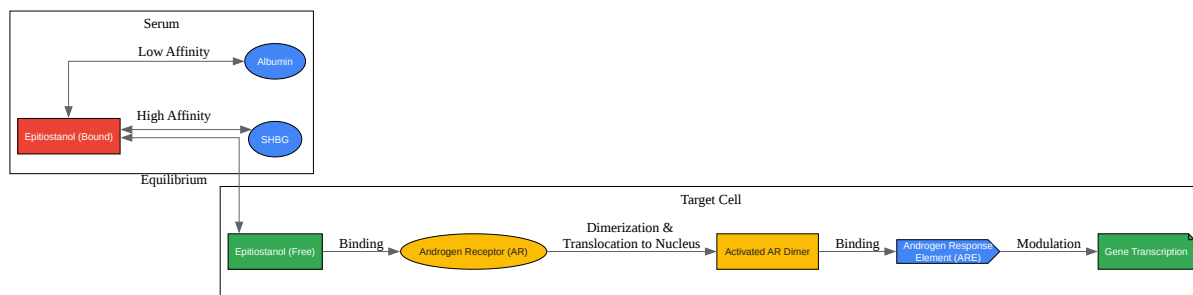 Serum
Low Affinity
Albumin
High Affinity
Epitiostanol (Bound)
SHBG
Equilibrium
Target Cell
Epitiostanol (Free)
Binding
Androgen Receptor (AR)
Dimerization &
Translocation to Nucleus
Activated AR Dimer
Binding
Androgen Response
Element (ARE)
Modulation
Gene Transcription